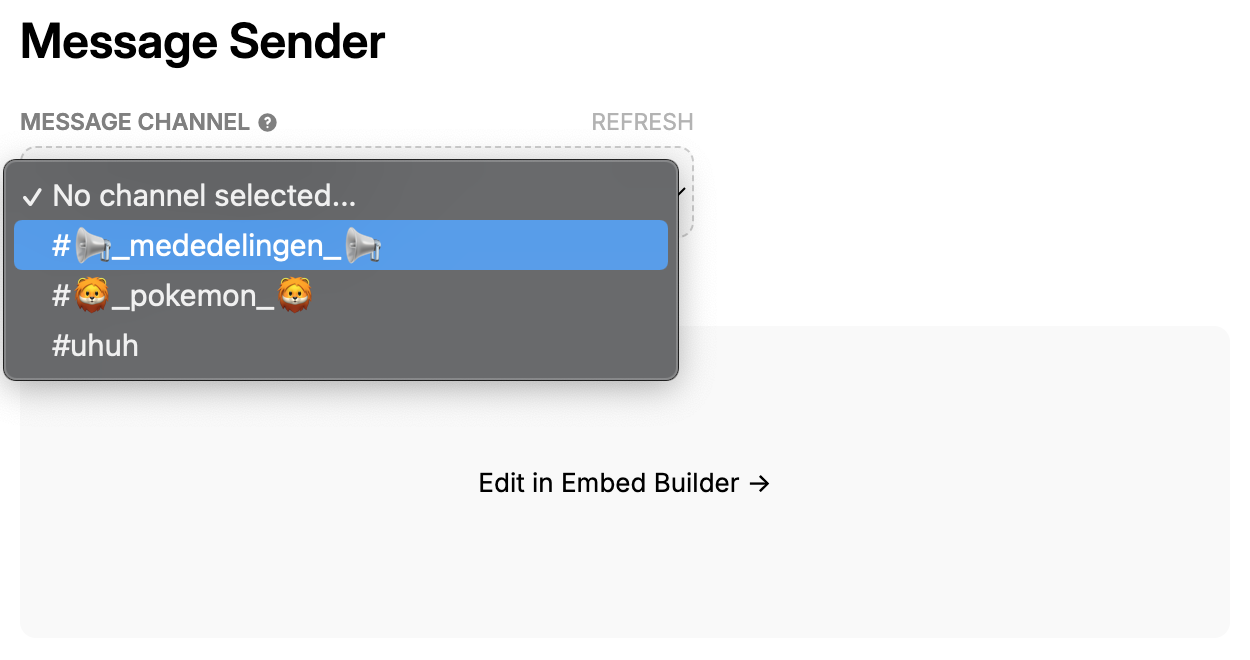 Message Sender
MESSAGE CHANNEL ? REFRESH
✓ No channel selected...
#📢_mededelingen_📢
#🦁_pokemon_🦁
#uhuh
Edit in Embed Builder →